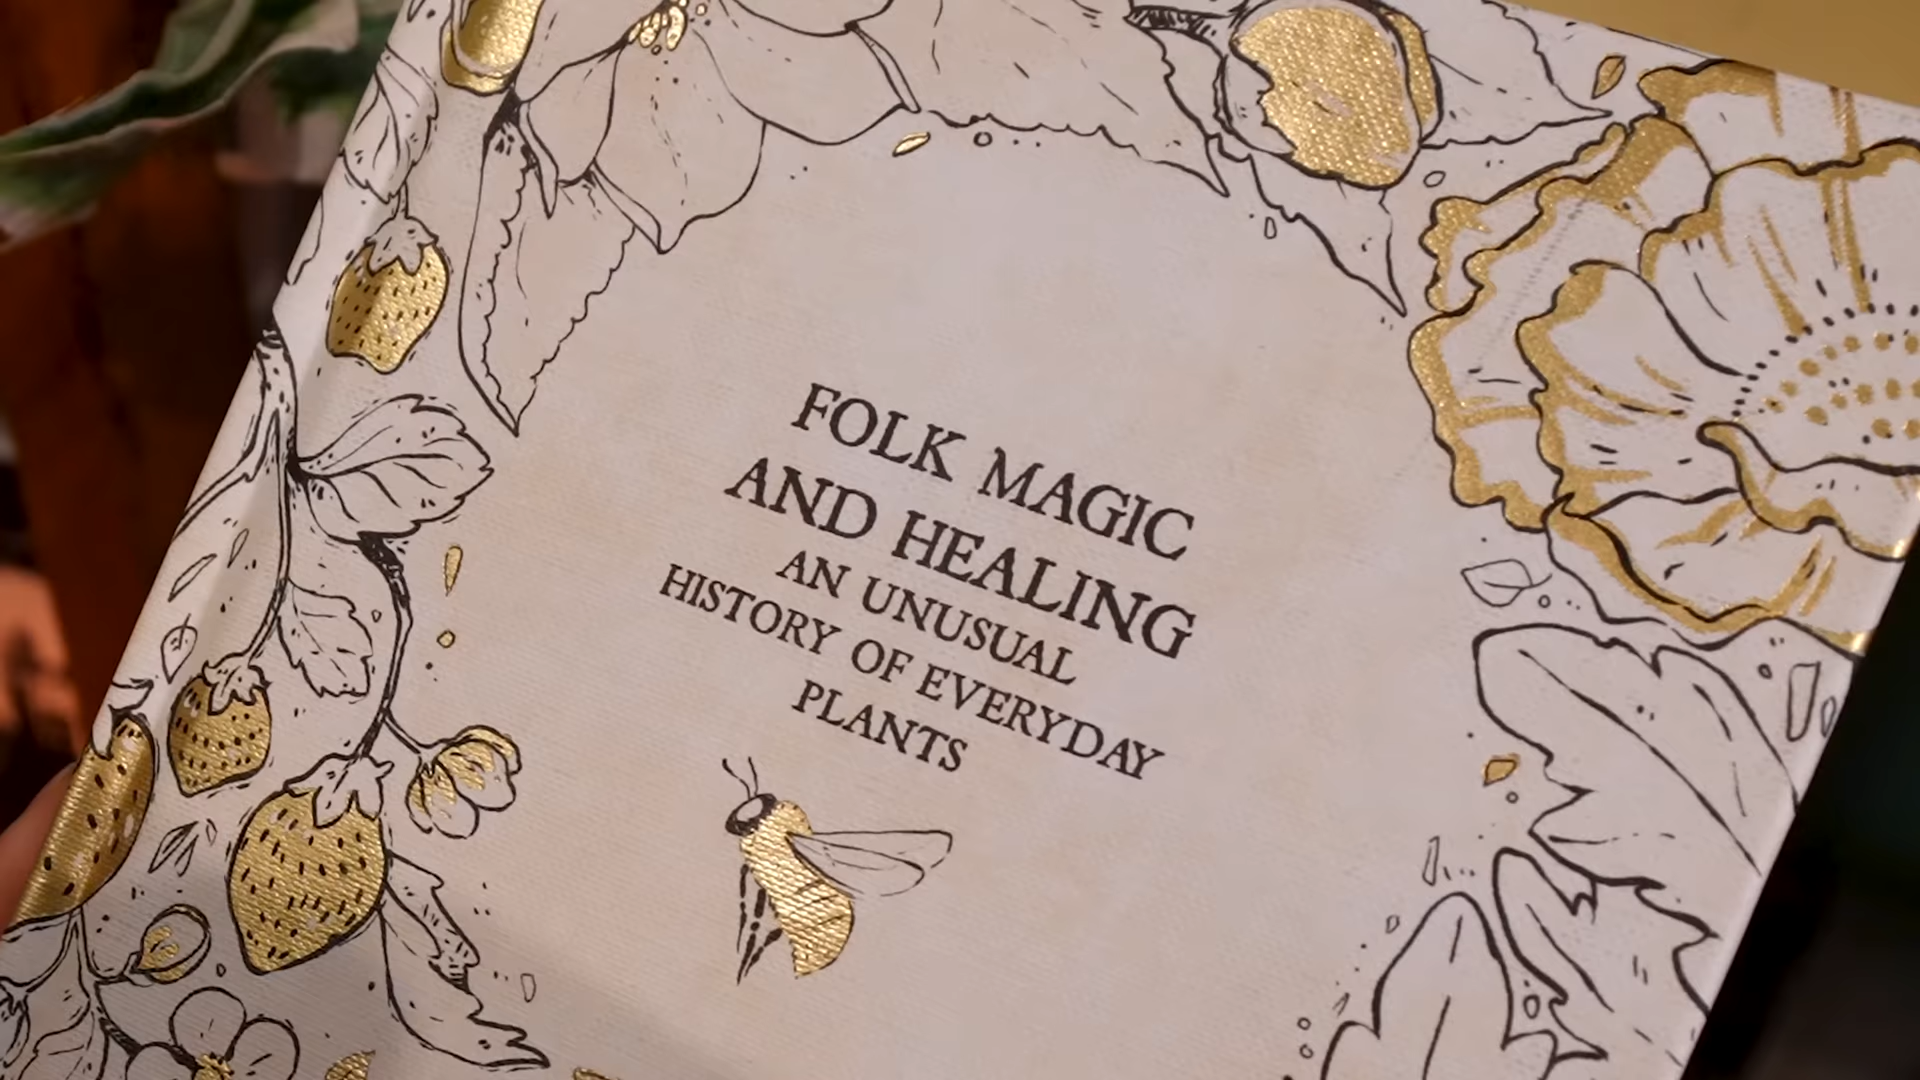 FOLK MAGIC
AND HEALING
AN UNUSUAL
HISTORY OF EVERYDAY
PLANTS